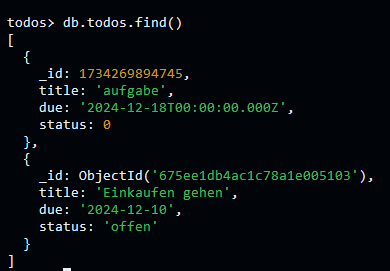 todos> db.todos.find()
[
  {
    _id: 1734269894745,
    title: 'aufgabe',
    due: '2024-12-18T00:00:00.000Z',
    status: 0
  },
  {
    _id: ObjectId('675ee1db4ac1c78a1e005103'),
    title: 'Einkaufen gehen',
    due: '2024-12-10',
    status: 'offen'
  }
]